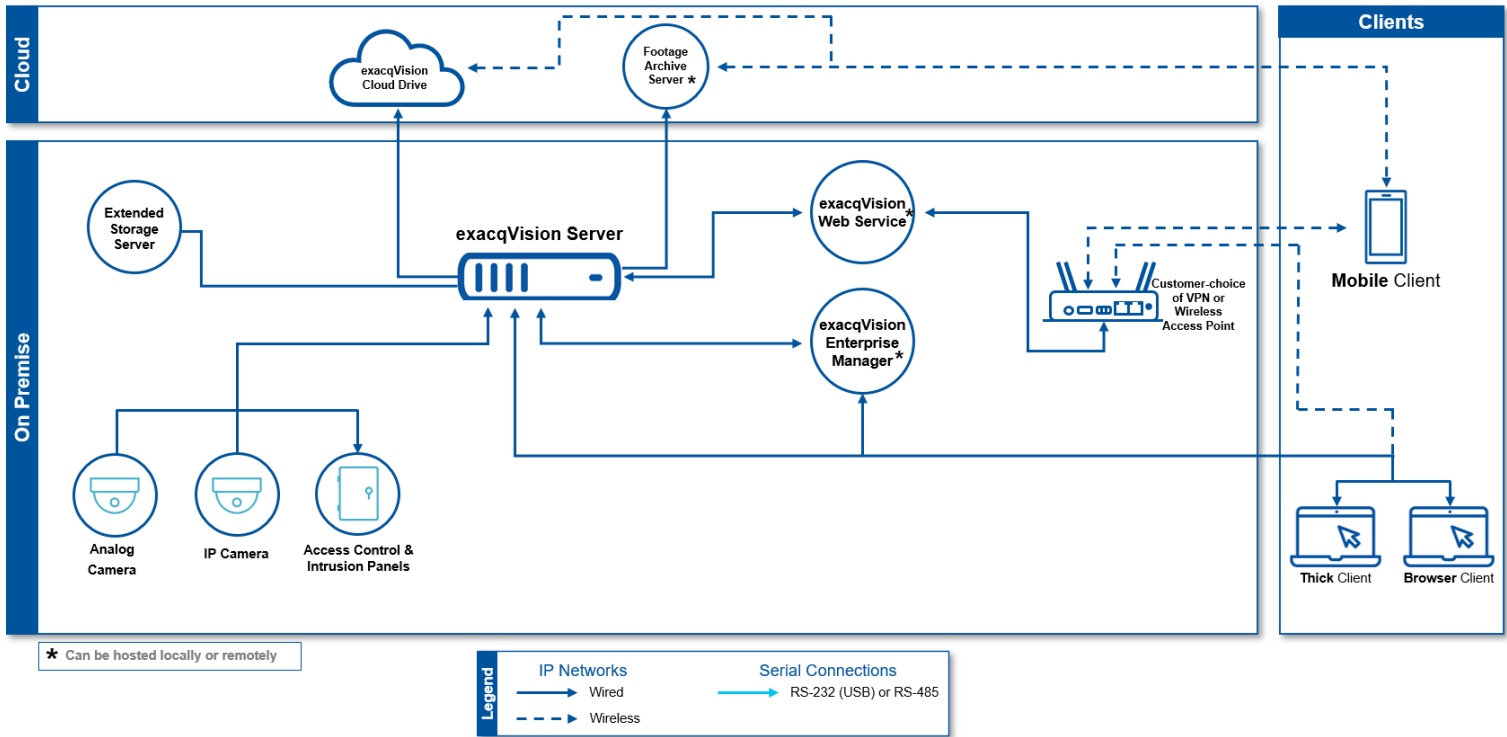 Cloud
exacqVision
Cloud Drive
Footage
Archive
Server *
Clients
On Premise
Extended
Storage
Server
exacqVision Server
exacqVision
Web Service*
exacqVision
Enterprise
Manager*
Customer-choice
of VPN or
Wireless
Access Point
Mobile Client
Analog
Camera
IP Camera
Access Control &
Intrusion Panels
Thick Client
Browser Client
* Can be hosted locally or remotely
Legend
IP Networks
Wired
Wireless
Serial Connections
RS-232 (USB) or RS-485